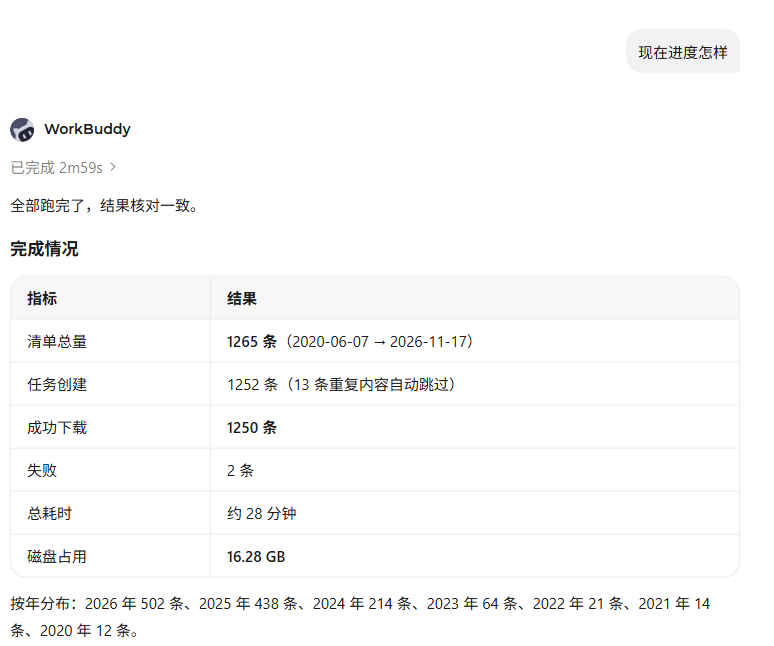 现在进度怎样
WorkBuddy
已完成 2m59s >
全部跑完了，结果核对一致。
完成情况
指标 结果
清单总量 1265 条（2020-06-07 → 2026-11-17）
任务创建 1252 条（13 条重复内容自动跳过）
成功下载 1250 条
失败 2 条
总耗时 约 28 分钟
磁盘占用 16.28 GB
按年分布：2026 年 502 条、2025 年 438 条、2024 年 214 条、2023 年 64 条、2022 年 21 条、2021 年 14
条、2020 年 12 条。